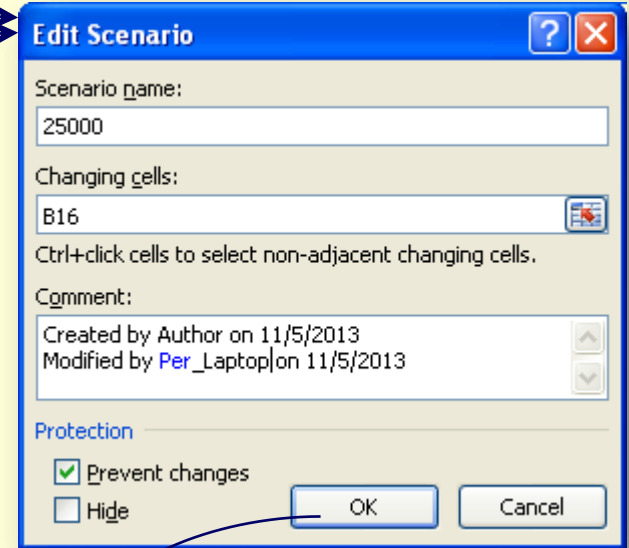 Edit Scenario
Scenario name:
25000
Changing cells:
B16
Ctrl+click cells to select non-adjacent changing cells.
Comment:
Created by Author on 11/5/2013
Modified by Per_Laptop on 11/5/2013
Protection
Prevent changes
Hide
OK
Cancel